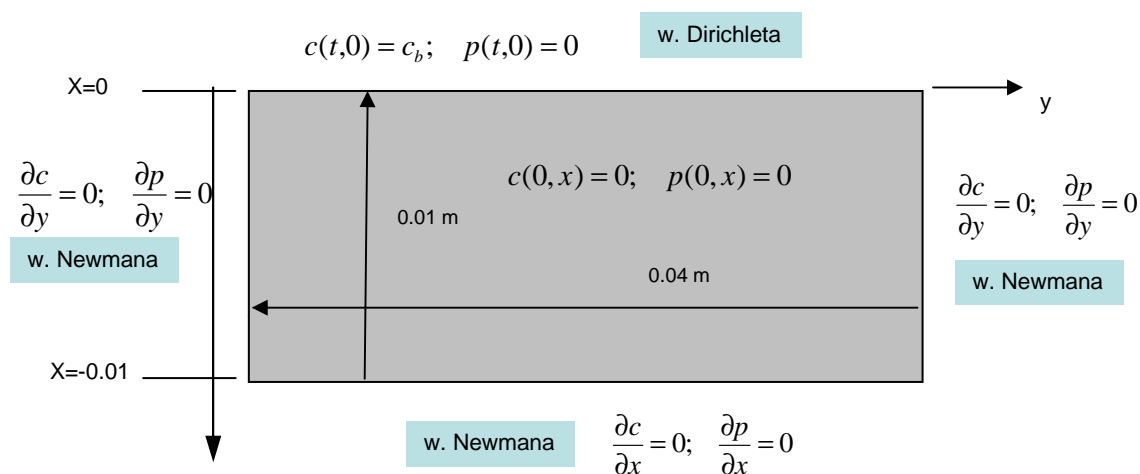 c(t,0) = c_b; p(t,0) = 0
w. Dirichleta
X=0
y
∂c/∂y = 0; ∂p/∂y = 0
w. Newmana
c(0, x) = 0; p(0, x) = 0
0.01 m
0.04 m
∂c/∂y = 0; ∂p/∂y = 0
w. Newmana
X=-0.01
w. Newmana
∂c/∂x = 0; ∂p/∂x = 0